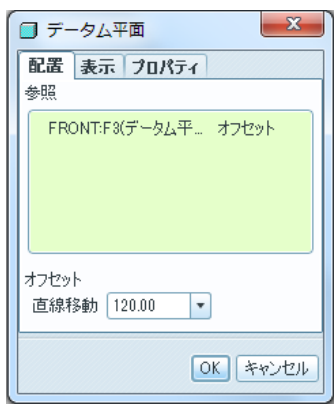 データム平面
配置 表示 プロパティ
参照
FRONT:F3(データム平... オフセット
オフセット
直線移動 120.00
OK キャンセル